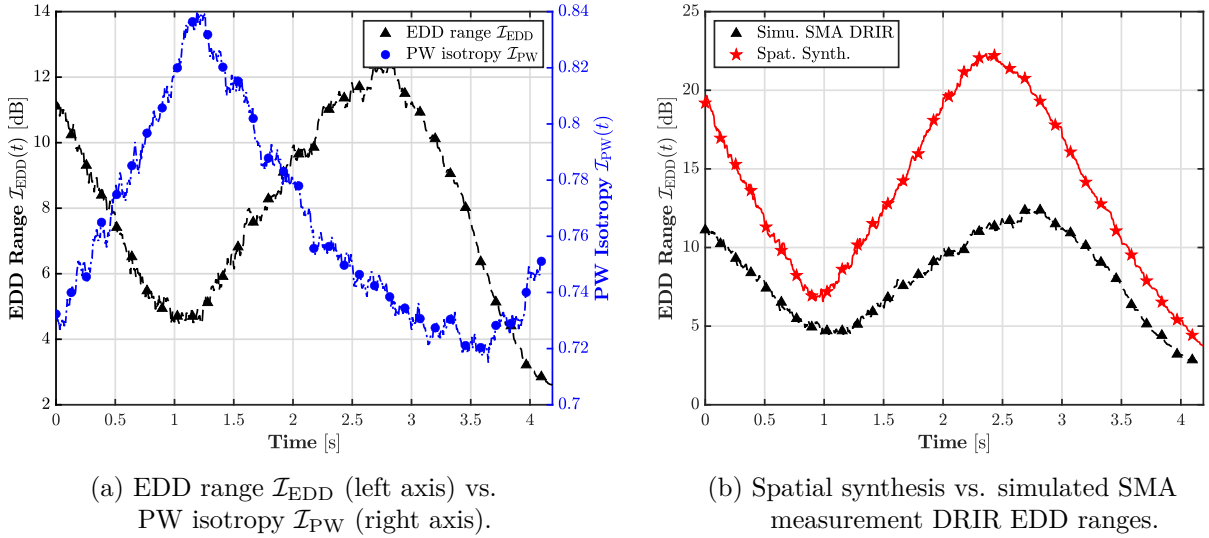 EDD range ℐ_EDD
PW isotropy ℐ_PW
14
12
10
8
6
4
2
EDD Range ℐ_EDD(t) [dB]
0.84
0.82
0.8
0.78
0.76
0.74
0.72
0.7
PW Isotropy ℐ_PW(t)
0 0.5 1 1.5 2 2.5 3 3.5 4
Time [s]
(a) EDD range ℐ_EDD (left axis) vs.
PW isotropy ℐ_PW (right axis).
Simu. SMA DRIR
Spat. Synth.
25
20
15
10
5
0
EDD Range ℐ_EDD(t) [dB]
0 0.5 1 1.5 2 2.5 3 3.5 4
Time [s]
(b) Spatial synthesis vs. simulated SMA
measurement DRIR EDD ranges.